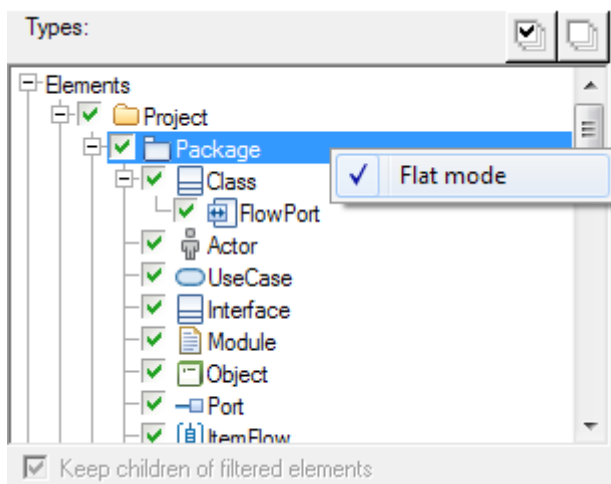 Types:
Elements
Project
Package
Flat mode
Class
FlowPort
Actor
UseCase
Interface
Module
Object
Port
ItemFlow
Keep children of filtered elements